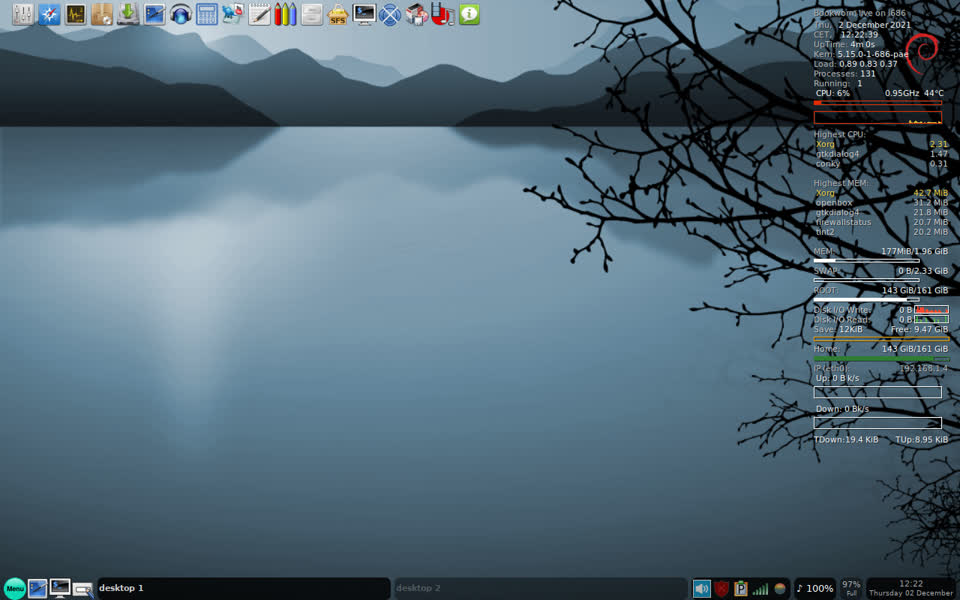 Bookworm live on i686
Thu, 2 December 2021
CET, 12:22:39
UpTime: 4m 0s
Kern: 5.15.0-1-686-pae
Load: 0.89 0.83 0.37
Processes: 131
Running: 1
CPU: 6% 0.95GHz 44°C
Highest CPU:
Xorg 2.31
gtkdialog4 1.47
conky 0.31
Highest MEM:
Xorg 42.7 MiB
openbox 31.2 MiB
gtkdialog4 21.8 MiB
firewallstatus 20.7 MiB
tint2 20.2 MiB
MEM: 177MiB/1.96 GiB
SWAP: 0 B/2.33 GiB
ROOT: 143 GiB/161 GiB
Disk I/O Write: 0 B
Disk I/O Read: 0 B
Save: 12KiB Free: 9.47 GiB
Home: 143 GiB/161 GiB
IP (eth0): 192.168.1.4
Up: 0 B k/s
Down: 0 Bk/s
TDown:19.4 KiB TUp:8.95 KiB
SFS
Menu desktop 1 desktop 2 100% 97% 12:22
Full Thursday 02 December